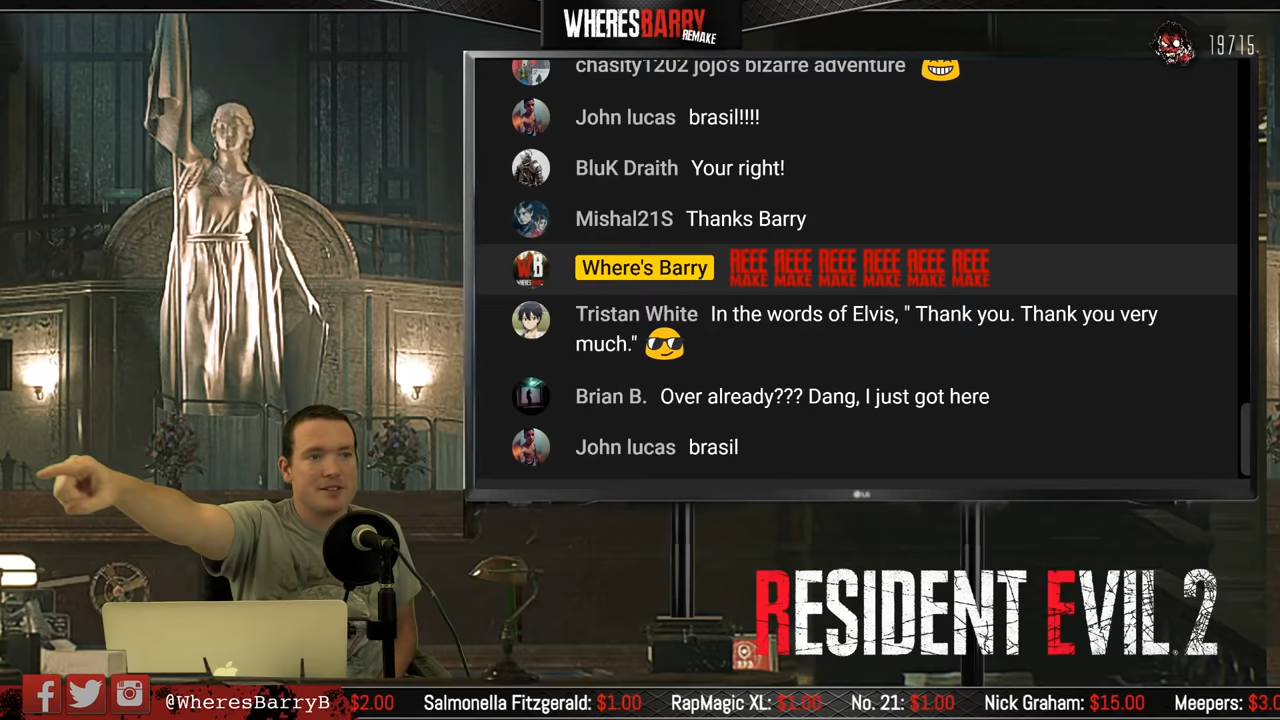 WHERESBARRY
REMAKE
19715
chasity1202 jojo's bizarre adventure
John lucas brasil!!!!
BluK Draith Your right!
Mishal21S Thanks Barry
Where's Barry REEE MAKE REEE MAKE REEE MAKE REEE MAKE REEE MAKE REEE MAKE
Tristan White In the words of Elvis, " Thank you. Thank you very
much."
Brian B. Over already??? Dang, I just got here
John lucas brasil
LG
RESIDENT EVIL 2
@WheresBarryB $2.00 Salmonella Fitzgerald: $1.00 RapMagic XL: $1.00 No. 21: $1.00 Nick Graham: $15.00 Meepers: $3.0